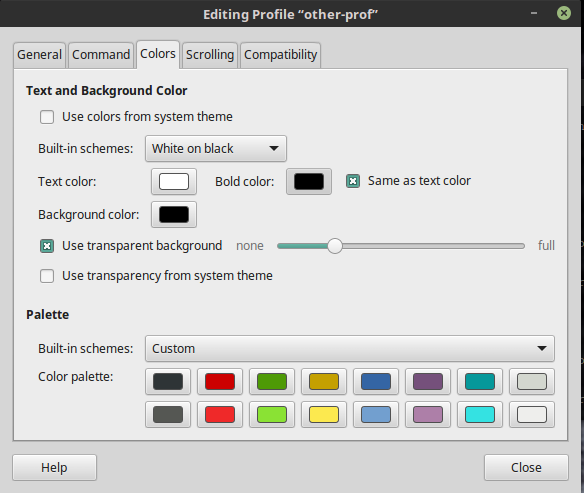 Editing Profile “other-prof”
General Command Colors Scrolling Compatibility
Text and Background Color
Use colors from system theme
Built-in schemes: White on black
Text color: Bold color: Same as text color
Background color:
Use transparent background none full
Use transparency from system theme
Palette
Built-in schemes: Custom
Color palette:
Help Close